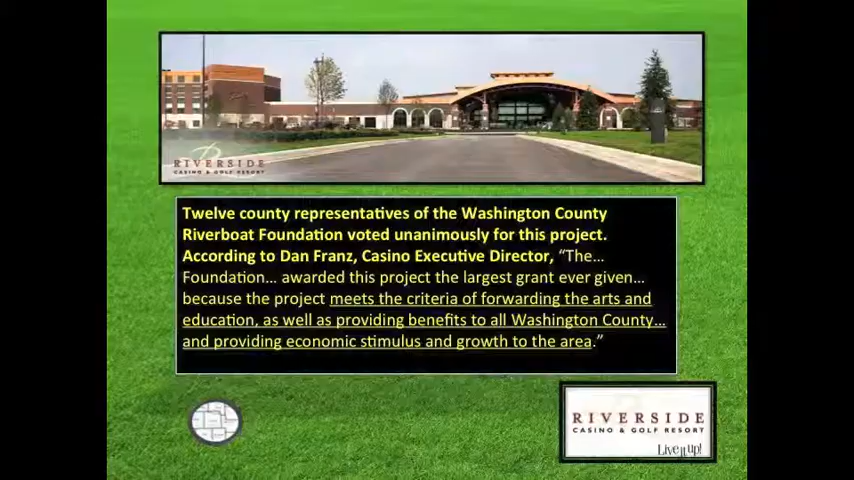 RIVERSIDE
CASINO & GOLF RESORT
Twelve county representatives of the Washington County
Riverboat Foundation voted unanimously for this project.
According to Dan Franz, Casino Executive Director, “The…
Foundation… awarded this project the largest grant ever given…
because the project meets the criteria of forwarding the arts and
education, as well as providing benefits to all Washington County…
and providing economic stimulus and growth to the area.”
RIVERSIDE
CASINO & GOLF RESORT
Live it up!